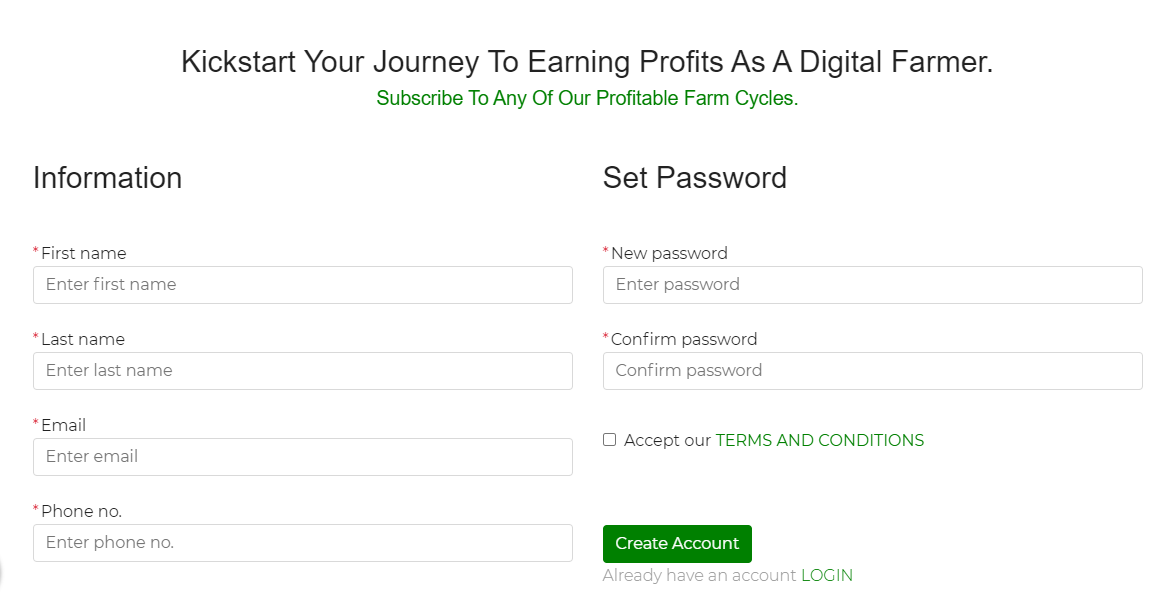 Kickstart Your Journey To Earning Profits As A Digital Farmer.
Subscribe To Any Of Our Profitable Farm Cycles.
Information
*First name
Enter first name
*Last name
Enter last name
*Email
Enter email
*Phone no.
Enter phone no.
Set Password
*New password
Enter password
*Confirm password
Confirm password
Accept our TERMS AND CONDITIONS
Create Account
Already have an account LOGIN